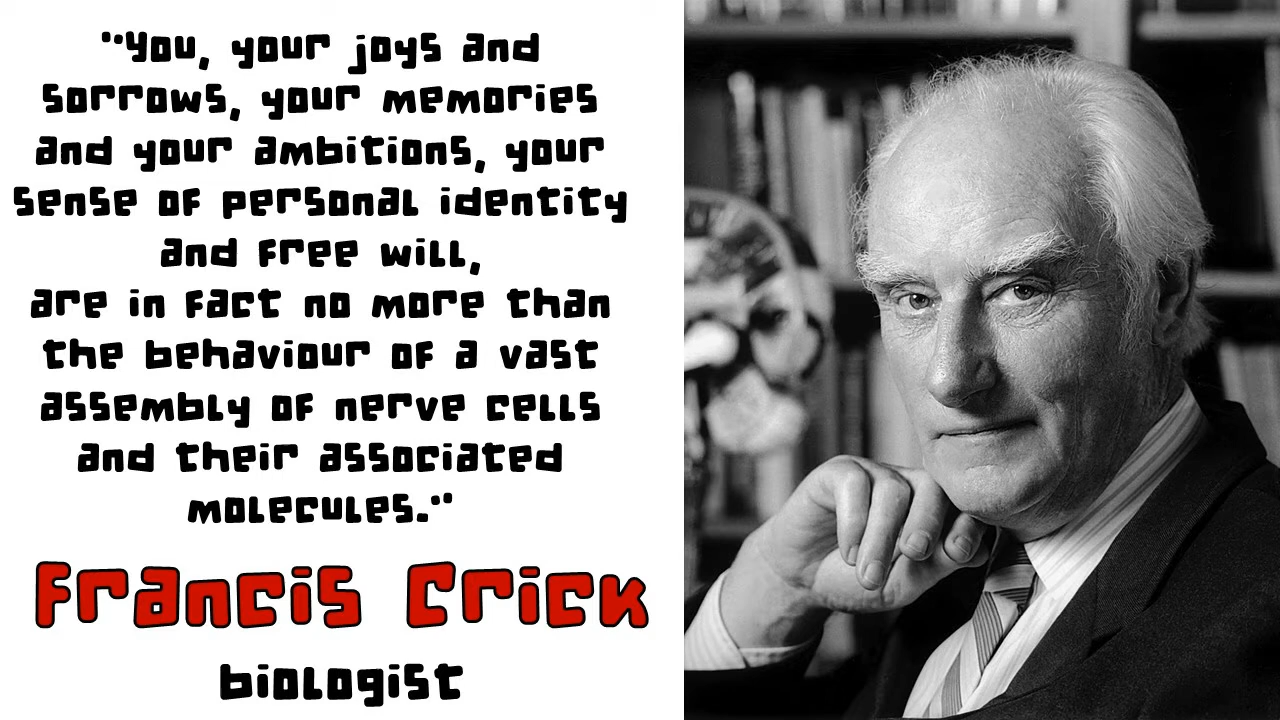 "You, your joys and
sorrows, your memories
and your ambitions, your
sense of personal identity
and free will,
are in fact no more than
the behaviour of a vast
assembly of nerve cells
and their associated
molecules."
Francis Crick
biologist